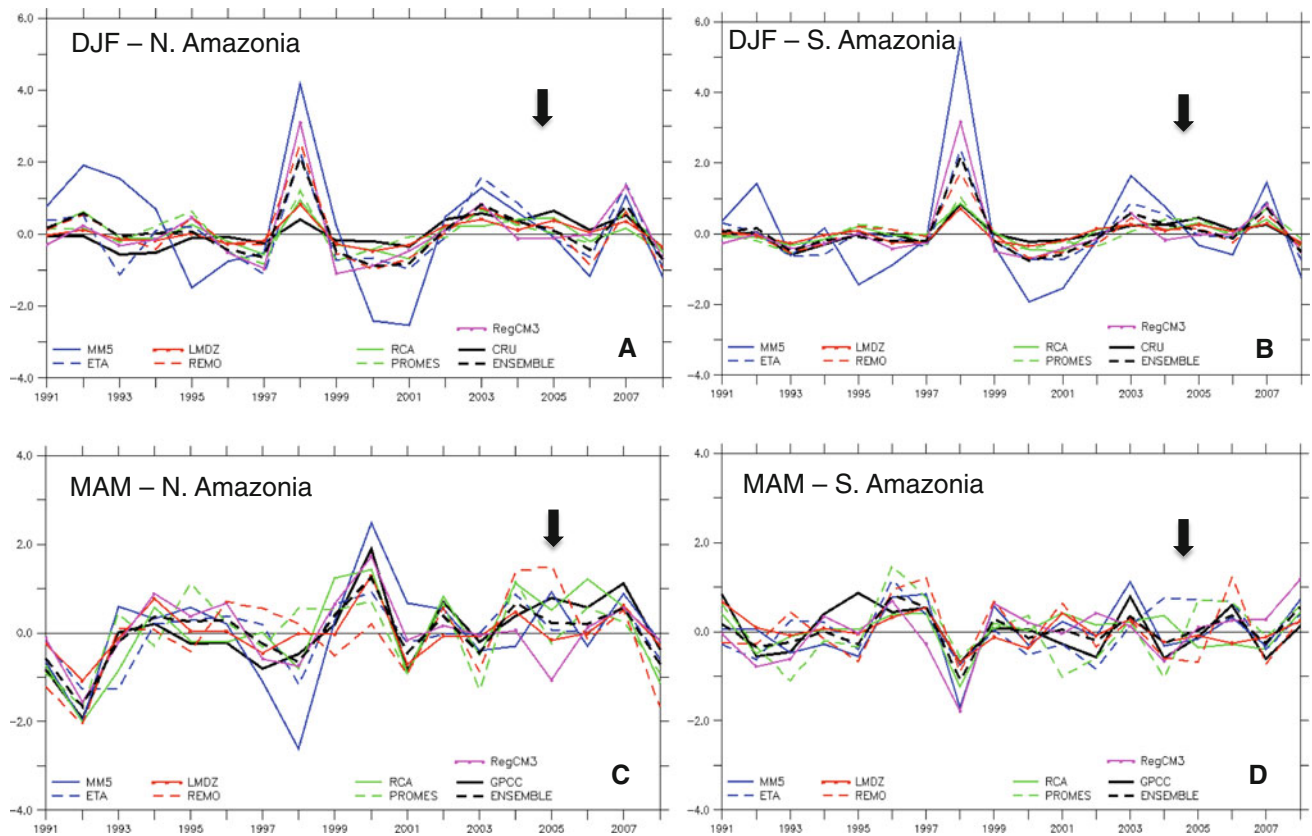 DJF – N. Amazonia
6.0
4.0
2.0
0.0
-2.0
-4.0
RegCM3
MM5 LMDZ RCA CRU
ETA REMO PROMES ENSEMBLE
A
1991 1993 1995 1997 1999 2001 2003 2005 2007
DJF – S. Amazonia
6.0
4.0
2.0
0.0
-2.0
-4.0
RegCM3
MM5 LMDZ RCA CRU
ETA REMO PROMES ENSEMBLE
B
1991 1993 1995 1997 1999 2001 2003 2005 2007
MAM – N. Amazonia
4.0
2.0
0.0
-2.0
-4.0
RegCM3
MM5 LMDZ RCA GPCC
ETA REMO PROMES ENSEMBLE
C
1991 1993 1995 1997 1999 2001 2003 2005 2007
MAM – S. Amazonia
4.0
2.0
0.0
-2.0
-4.0
RegCM3
MM5 LMDZ RCA GPCC
ETA REMO PROMES ENSEMBLE
D
1991 1993 1995 1997 1999 2001 2003 2005 2007